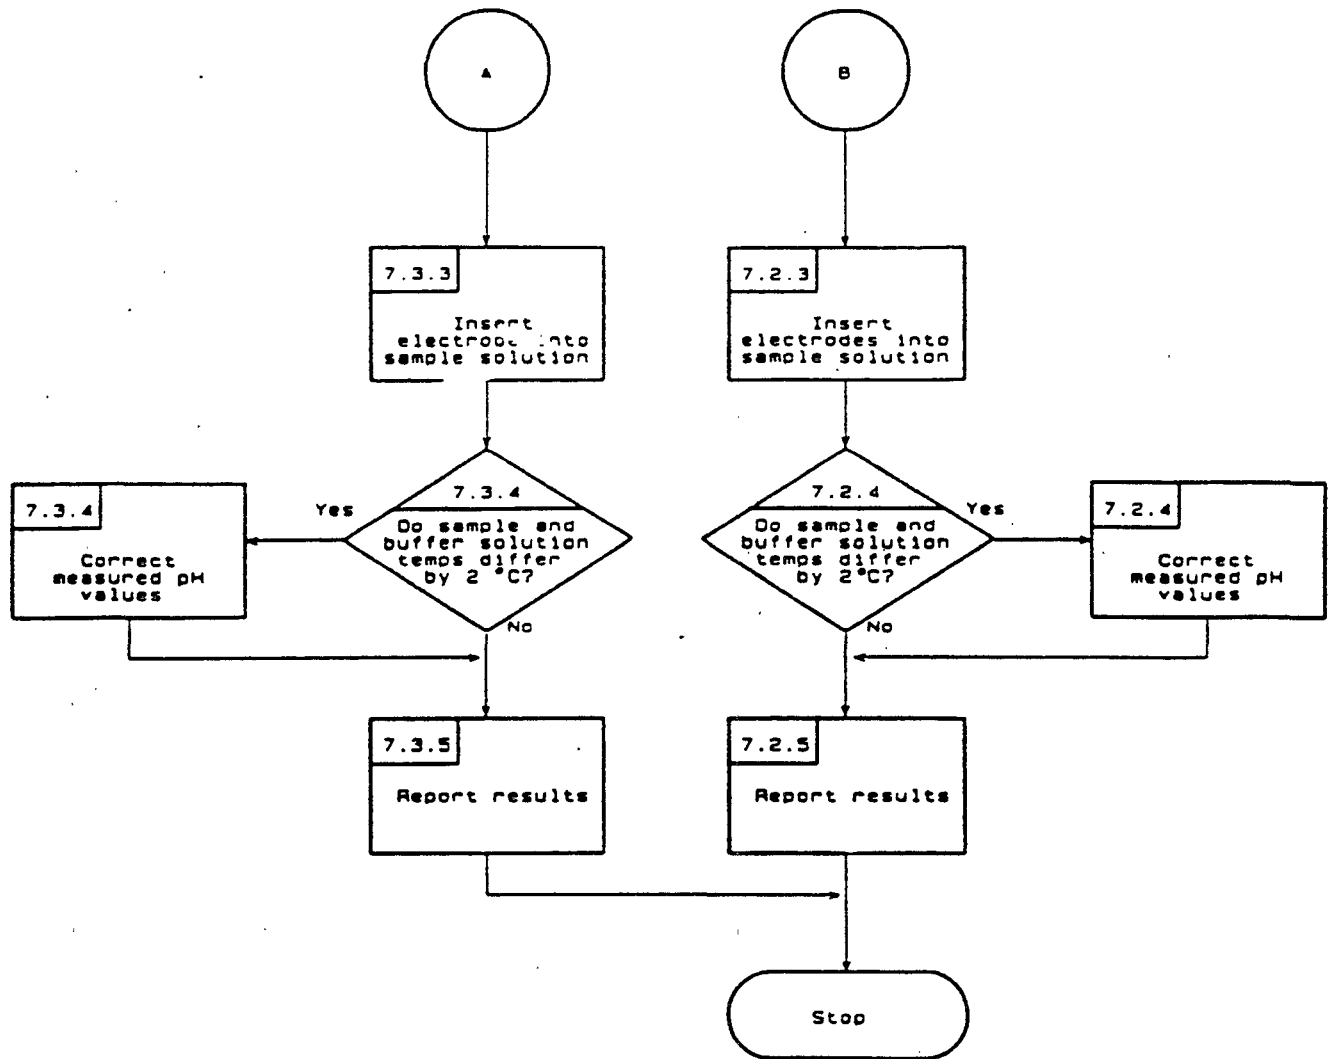 A
B
7.3.3
Insert
into
sample solution
7.2.3
Insert
electrodes into
sample solution
7.3.4
Correct
measured pH
values
Yes
7.3.4
Do sample and
buffer solution
temps differ
by 2 °C?
No
7.2.4
Do sample and
buffer solution
temps differ
by 2°C?
Yes
No
7.2.4
Correct
measured pH
values
7.3.5
Report results
7.2.5
Report results
Stop